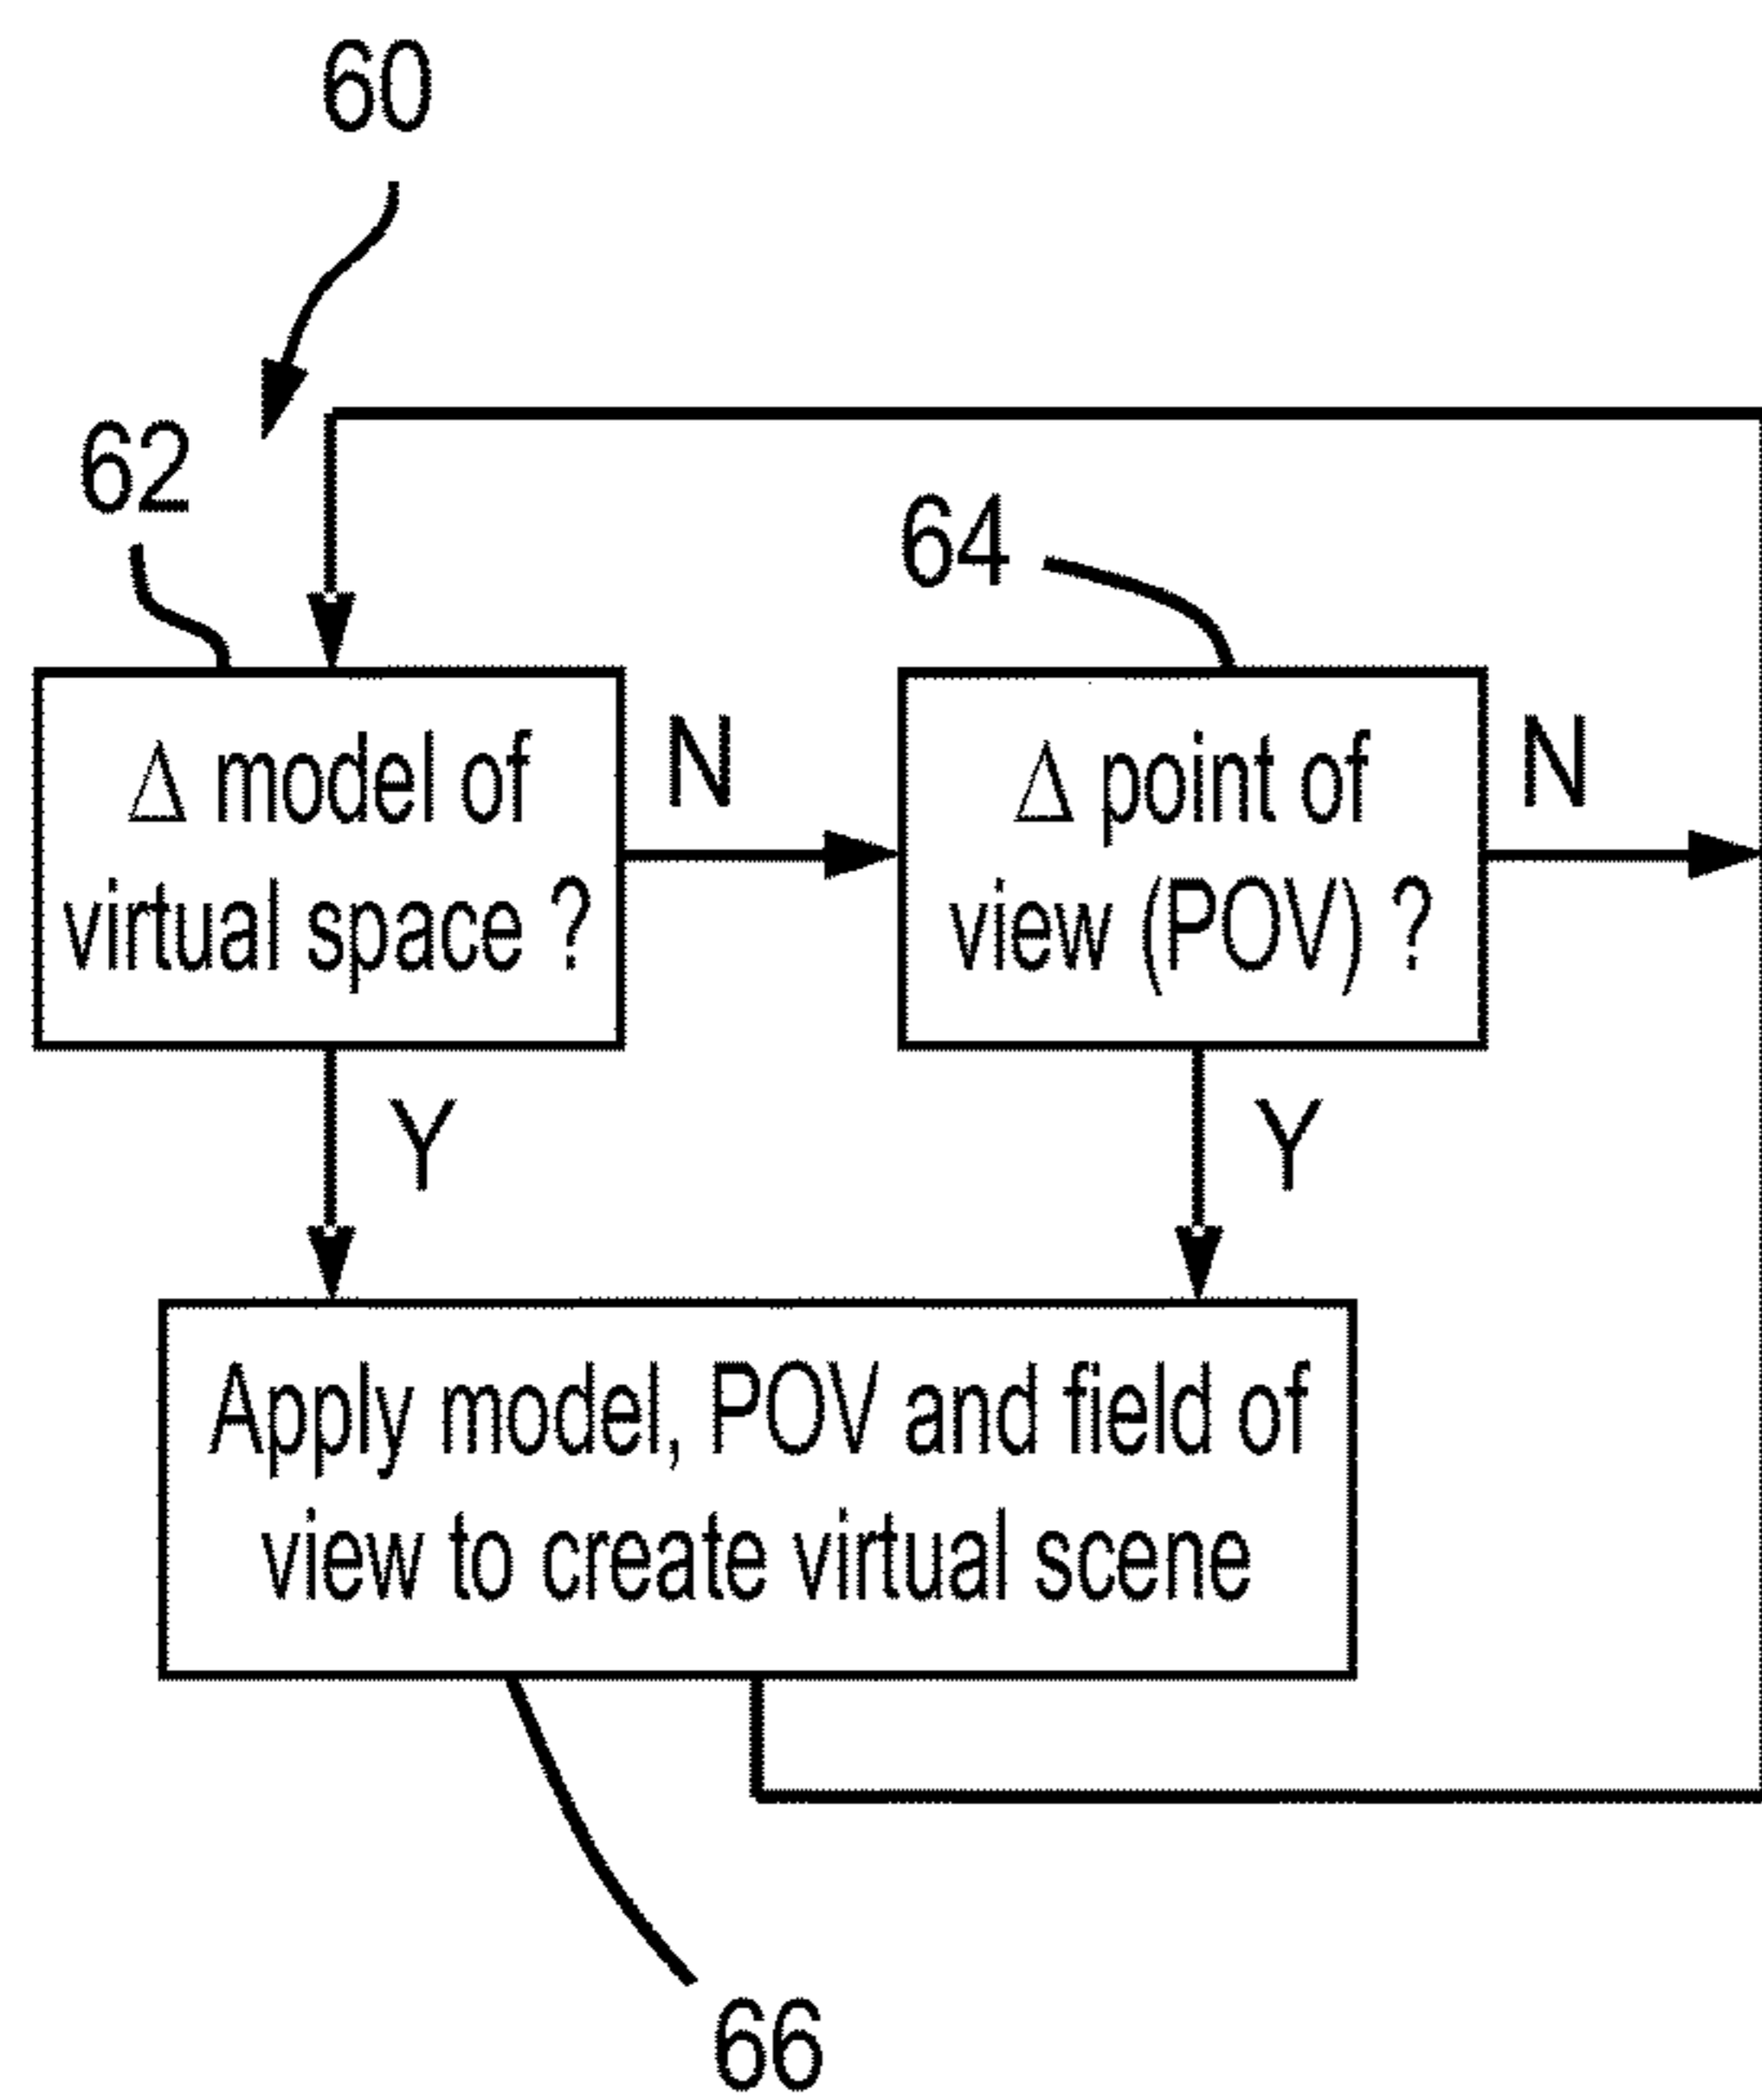 60
62
64
Δ model of
virtual space ?
N
Δ point of
view (POV) ?
N
Y
Y
Apply model, POV and field of
view to create virtual scene
66